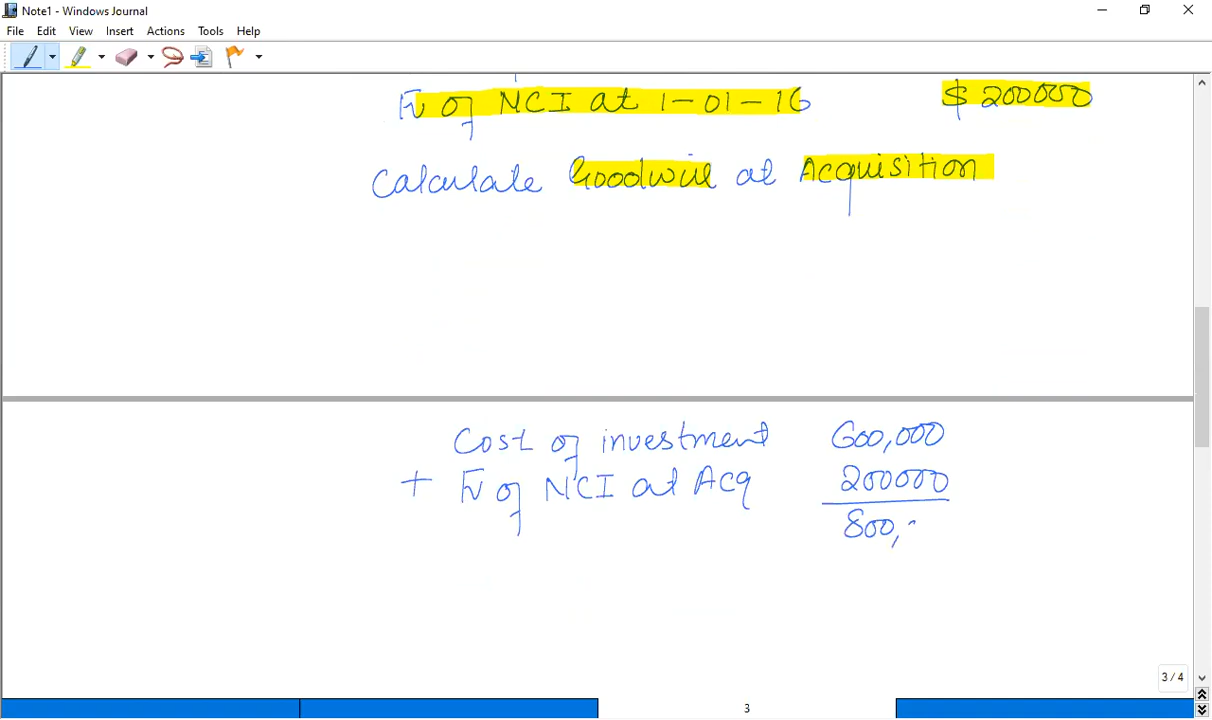 Note1 - Windows Journal
File Edit View Insert Actions Tools Help
Fv of NCI at 1-01-16 $ 200000
Calculate Goodwill at Acquisition
Cost of investment 600,000
+ Fv of NCI at Acq 200000
800,
3 / 4
3